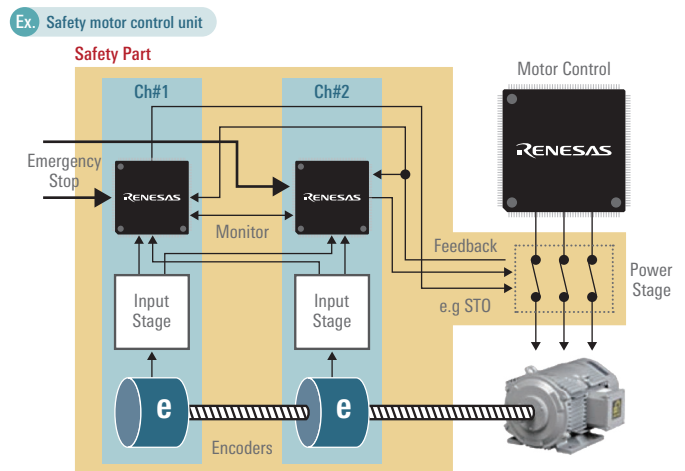 Ex. Safety motor control unit
Safety Part
Ch#1
Ch#2
Motor Control
RENESAS
Emergency
Stop
RENESAS
RENESAS
Monitor
Feedback
Power
Stage
e.g STO
Input
Stage
Input
Stage
e
e
Encoders